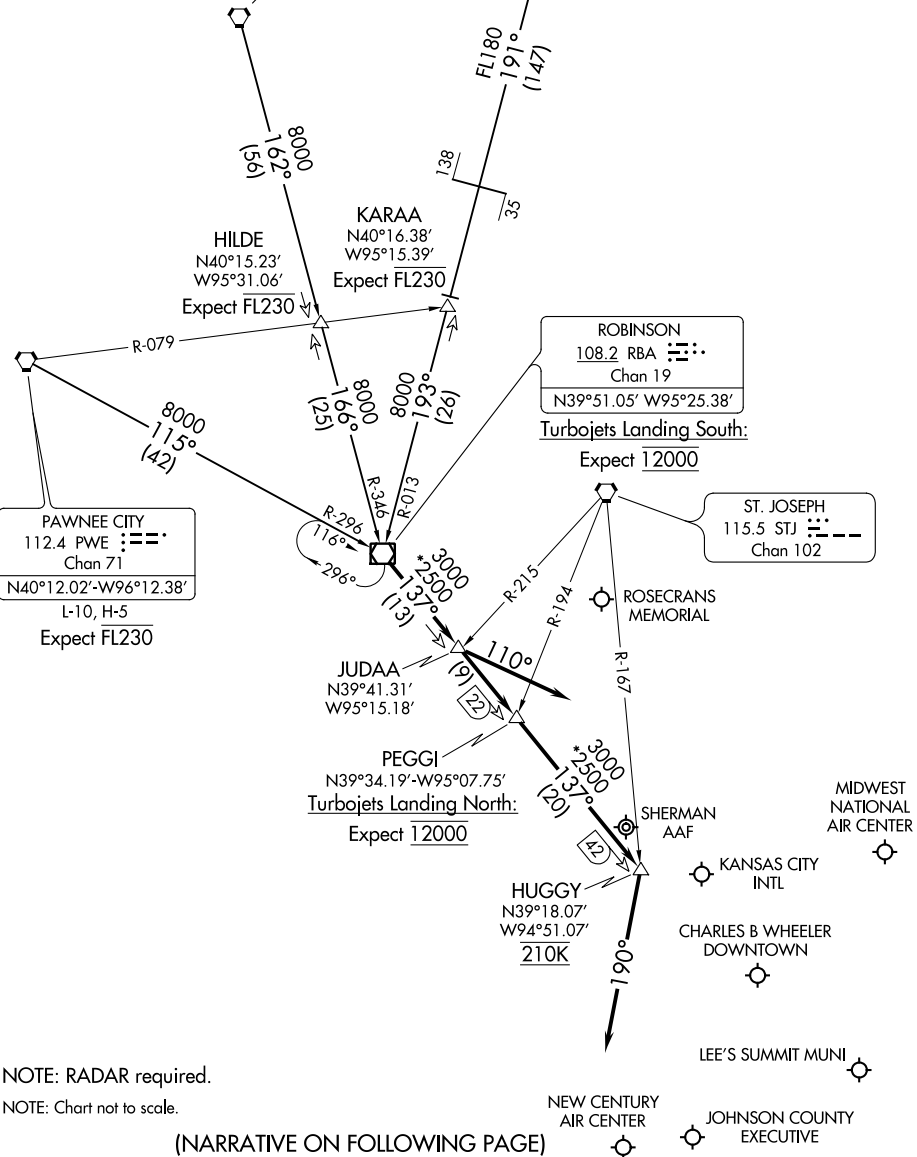 FL180
191°
(147)
8000
162°
(56)
138
35
HILDE
N40°15.23'
W95°31.06'
Expect FL230
KARAA
N40°16.38'
W95°15.39'
Expect FL230
R-079
8000
166°
(25)
8000
193°
(26)
8000
115°
(42)
ROBINSON
108.2 RBA
Chan 19
N39°51.05' W95°25.38'
Turbojets Landing South:
Expect 12000
ST. JOSEPH
115.5 STJ
Chan 102
PAWNEE CITY
112.4 PWE
Chan 71
N40°12.02'-W96°12.38'
L-10, H-5
Expect FL230
R-296
R-346
R-013
116°
296°
3000
*2500
137°
(13)
R-215
R-194
R-167
ROSECRANS
MEMORIAL
JUDAA
N39°41.31'
W95°15.18'
(9)
110°
22
PEGGI
N39°34.19'-W95°07.75'
Turbojets Landing North:
Expect 12000
3000
*2500
137°
(20)
42
SHERMAN
AAF
MIDWEST
NATIONAL
AIR CENTER
KANSAS CITY
INTL
HUGGY
N39°18.07'
W94°51.07'
210K
CHARLES B WHEELER
DOWNTOWN
190°
LEE'S SUMMIT MUNI
NOTE: RADAR required.
NOTE: Chart not to scale.
NEW CENTURY
AIR CENTER
JOHNSON COUNTY
EXECUTIVE
(NARRATIVE ON FOLLOWING PAGE)